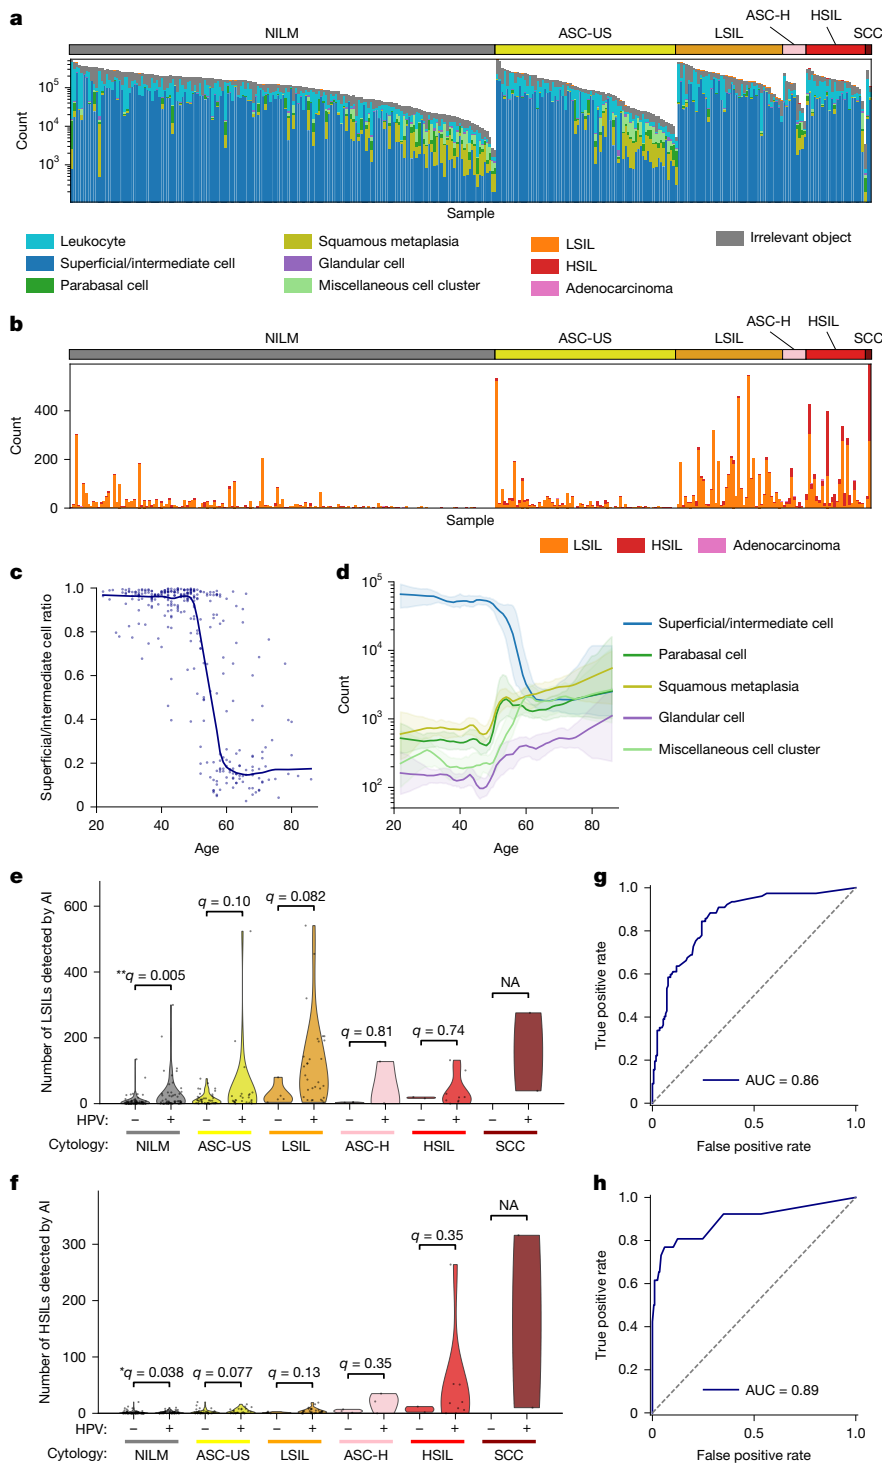 a
NILM
ASC-US
LSIL
ASC-H
HSIL
SCC
Count
10^5
10^4
10^3
Sample
Leukocyte
Superficial/intermediate cell
Parabasal cell
Squamous metaplasia
Glandular cell
Miscellaneous cell cluster
LSIL
HSIL
Adenocarcinoma
Irrelevant object
b
NILM
ASC-US
LSIL
ASC-H
HSIL
SCC
Count
400
200
0
Sample
LSIL
HSIL
Adenocarcinoma
c
Superficial/intermediate cell ratio
1.0
0.8
0.6
0.4
0.2
0
20 40 60 80
Age
d
Count
10^5
10^4
10^3
10^2
20 40 60 80
Age
Superficial/intermediate cell
Parabasal cell
Squamous metaplasia
Glandular cell
Miscellaneous cell cluster
e
Number of LSILs detected by AI
600
400
200
0
**q = 0.005
q = 0.10
q = 0.082
q = 0.81
q = 0.74
NA
HPV: – + – + – + – + – + – +
Cytology: NILM ASC-US LSIL ASC-H HSIL SCC
f
Number of HSILs detected by AI
300
200
100
0
*q = 0.038
q = 0.077
q = 0.13
q = 0.35
q = 0.35
NA
HPV: – + – + – + – + – + – +
Cytology: NILM ASC-US LSIL ASC-H HSIL SCC
g
True positive rate
1.0
0.8
0.6
0.4
0.2
0
AUC = 0.86
0 0.5 1.0
False positive rate
h
True positive rate
1.0
0.8
0.6
0.4
0.2
0
AUC = 0.89
0 0.5 1.0
False positive rate